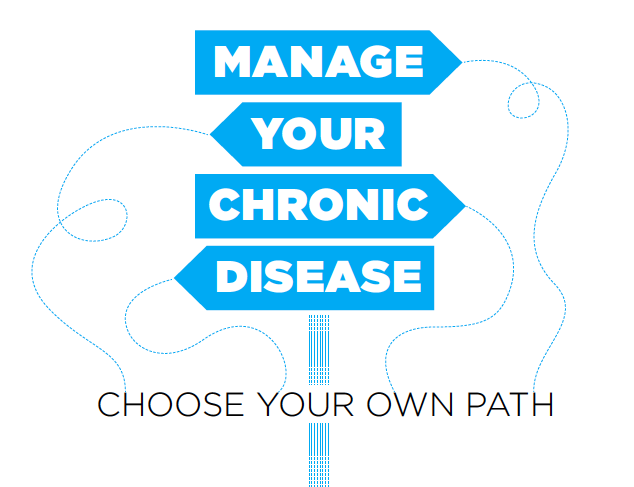 MANAGE
YOUR
CHRONIC
DISEASE
CHOOSE YOUR OWN PATH